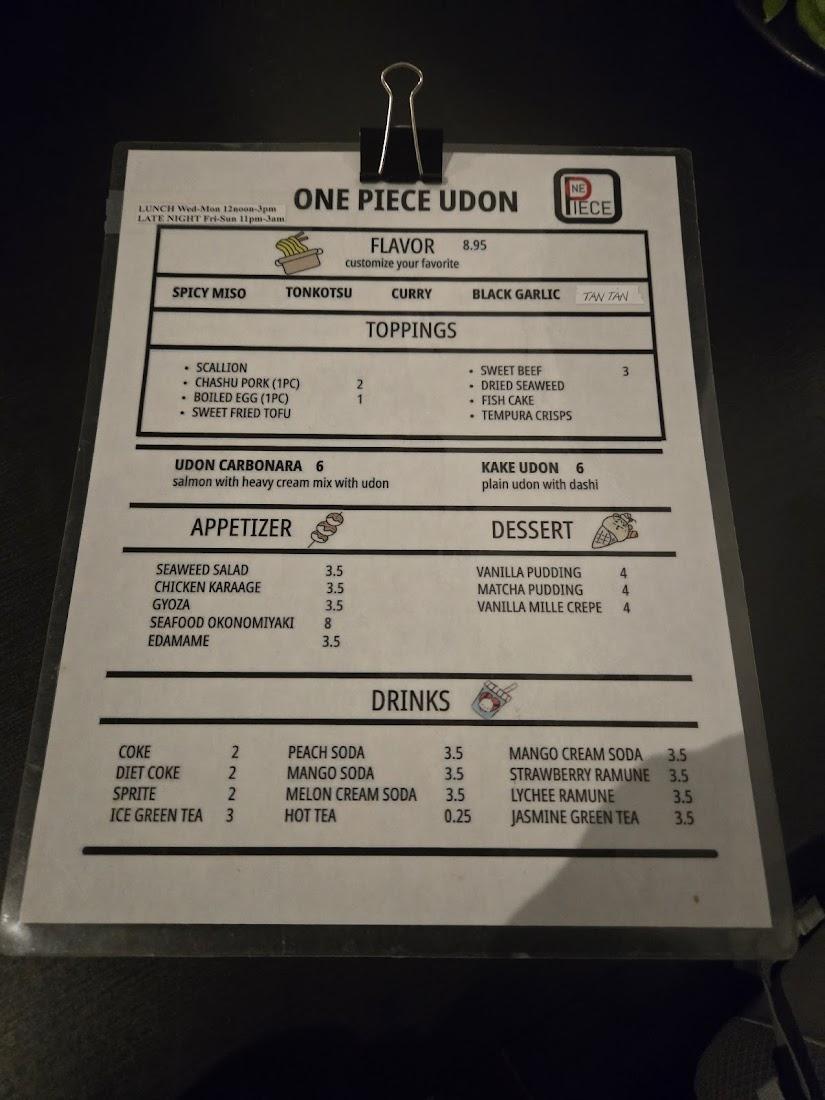 LUNCH Wed-Mon 12noon-3pm
LATE NIGHT Fri-Sun 11pm-3am
ONE PIECE UDON
ONE
PIECE
FLAVOR 8.95
customize your favorite
SPICY MISO TONKOTSU CURRY BLACK GARLIC TAN TAN
TOPPINGS
• SCALLION
• CHASHU PORK (1PC) 2
• BOILED EGG (1PC) 1
• SWEET FRIED TOFU
• SWEET BEEF 3
• DRIED SEAWEED
• FISH CAKE
• TEMPURA CRISPS
UDON CARBONARA 6
salmon with heavy cream mix with udon
KAKE UDON 6
plain udon with dashi
APPETIZER
SEAWEED SALAD 3.5
CHICKEN KARAAGE 3.5
GYOZA 3.5
SEAFOOD OKONOMIYAKI 8
EDAMAME 3.5
DESSERT
VANILLA PUDDING 4
MATCHA PUDDING 4
VANILLA MILLE CREPE 4
DRINKS
COKE 2
DIET COKE 2
SPRITE 2
ICE GREEN TEA 3
PEACH SODA 3.5
MANGO SODA 3.5
MELON CREAM SODA 3.5
HOT TEA 0.25
MANGO CREAM SODA 3.5
STRAWBERRY RAMUNE 3.5
LYCHEE RAMUNE 3.5
JASMINE GREEN TEA 3.5